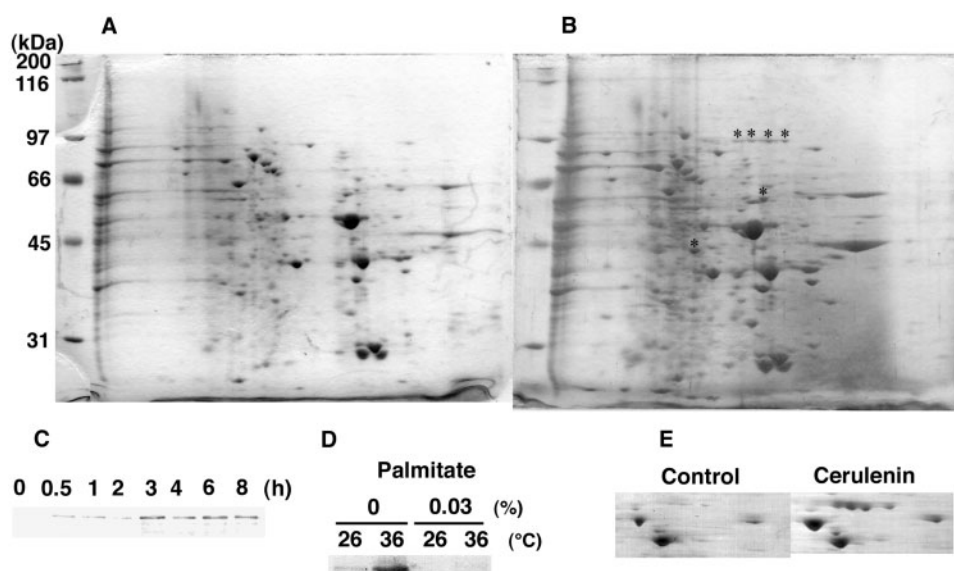 A
B
(kDa)
200
116
97
66
45
31
* * * *
*
*
C
0 0.5 1 2 3 4 6 8 (h)
D
Palmitate
0 0.03 (%)
26 36 26 36 (°C)
E
Control Cerulenin